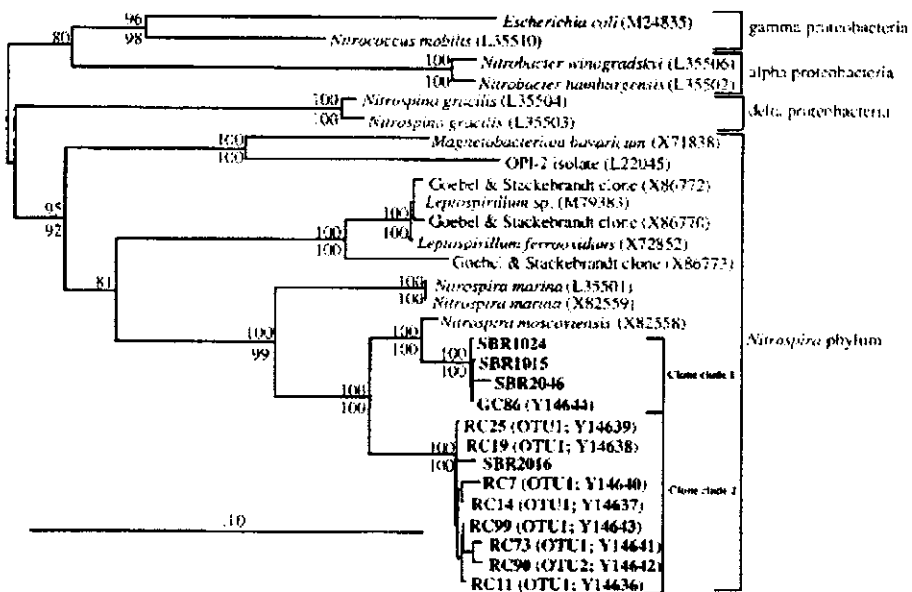 96
Escherichia coli (M24835)
gamma proteobacteria
80
98
Nitrococcus mobilis (L35510)
100
Nitrobacter winogradskyi (L35506)
alpha proteobacteria
100
Nitrobacter hamburgensis (L35502)
100
Nitrospina gracilis (L35504)
delta proteobacteria
100
Nitrospina gracilis (L35503)
100
Magnetobacterium bavaricum (X71838)
100
OPI-2 isolate (L22045)
Goebel & Stackebrandt clone (X86772)
95
100
Leptospirillum sp. (M79383)
92
100
Goebel & Stackebrandt clone (X86770)
100
100
Leptospirillum ferrooxidans (X72852)
Goebel & Stackebrandt clone (X86773)
81
100
Nitrospira marina (L35501)
100
Nitrospira marina (X82559)
100
100
Nitrospira moscoviensis (X82558)
Nitrospira phylum
99
100
100
SBR1024
100
SBR1015
Clone clade 1
SBR2046
100
100
GC86 (Y14644)
RC25 (OTU1; Y14639)
100
RC19 (OTU1; Y14638)
100
SBR2016
RC7 (OTU1; Y14640)
Clone clade 2
RC14 (OTU1; Y14637)
.10
RC99 (OTU1; Y14643)
RC73 (OTU1; Y14641)
RC90 (OTU2; Y14642)
RC11 (OTU1; Y14636)